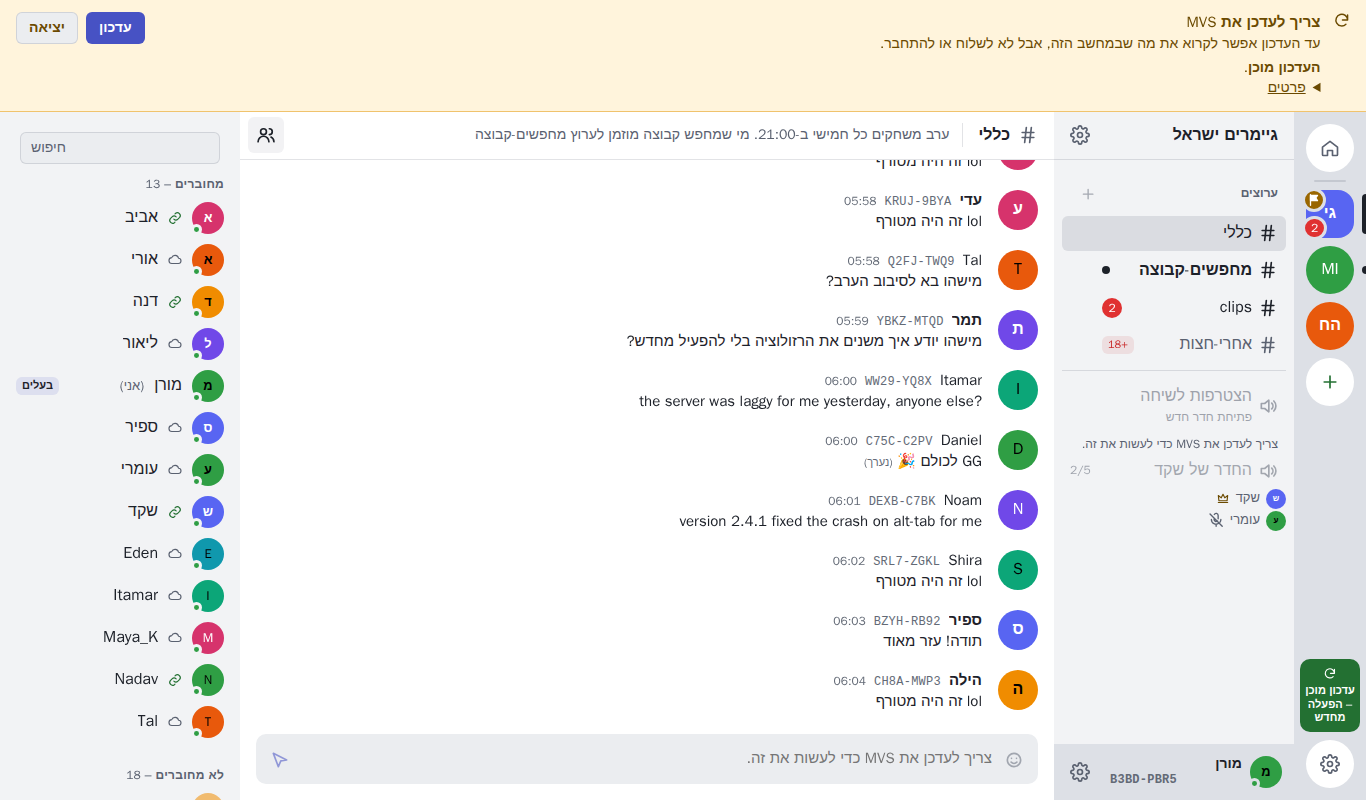 צריך לעדכן את MVS
עד העדכון אפשר לקרוא את מה שבמחשב הזה, אבל לא לשלוח או להתחבר.
העדכון מוכן.
פרטים
עדכון
יציאה
גי
2
MI
הח
עדכון מוכן – הפעלה מחדש
גיימרים ישראל
ערוצים
כללי
מחפשים-קבוצה
clips
2
אחרי-חצות
18+
הצטרפות לשיחה
פתיחת חדר חדש
צריך לעדכן את MVS כדי לעשות את זה.
החדר של שקד
2/5
ש שקד
ע עומרי
מ מורן
B3BD-PBR5
כללי
ערב משחקים כל חמישי ב-21:00. מי שמחפש קבוצה מוזמן לערוץ מחפשים-קבוצה
lol זה היה מטורף
ע
עדי KRUJ-9BYA 05:58
lol זה היה מטורף
T
Tal Q2FJ-TWQ9 05:58
מישהו בא לסיבוב הערב?
ת
תמר YBKZ-MTQD 05:59
מישהו יודע איך משנים את הרזולוציה בלי להפעיל מחדש?
I
Itamar WW29-YQ8X 06:00
the server was laggy for me yesterday, anyone else?
D
Daniel C75C-C2PV 06:00
GG לכולם 🎉 (נערך)
N
Noam DEXB-C7BK 06:01
version 2.4.1 fixed the crash on alt-tab for me
S
Shira SRL7-ZGKL 06:02
lol זה היה מטורף
ס
ספיר BZYH-RB92 06:03
תודה! עזר מאוד
ה
הילה CH8A-MWP3 06:04
lol זה היה מטורף
צריך לעדכן את MVS כדי לעשות את זה.
חיפוש
מחוברים – 13
א אביב
א אורי
ד דנה
ל ליאור
מ מורן (אני) בעלים
ס ספיר
ע עומרי
ש שקד
E Eden
I Itamar
M Maya_K
N Nadav
T Tal
לא מחוברים – 18